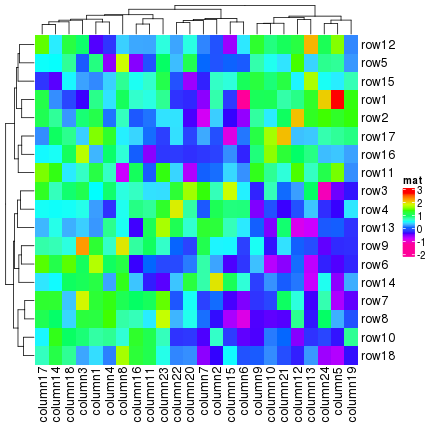 row12
row5
row15
row1
row2
row17
row16
row11
row3
row4
row13
row9
row6
row14
row7
row8
row10
row18
mat
3
2
1
0
-1
-2
column17
column14
column18
column3
column1
column4
column8
column16
column11
column23
column22
column20
column7
column2
column15
column6
column9
column10
column21
column12
column13
column24
column5
column19